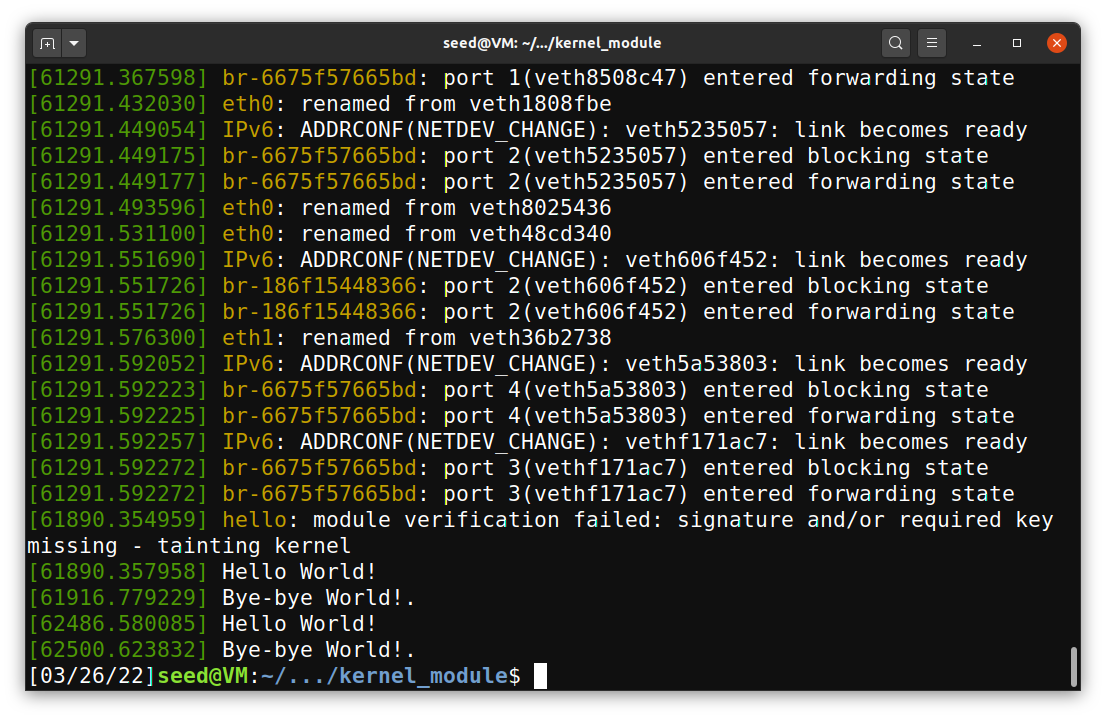 seed@VM: ~/.../kernel_module
[61291.367598] br-6675f57665bd: port 1(veth8508c47) entered forwarding state
[61291.432030] eth0: renamed from veth1808fbe
[61291.449054] IPv6: ADDRCONF(NETDEV_CHANGE): veth5235057: link becomes ready
[61291.449175] br-6675f57665bd: port 2(veth5235057) entered blocking state
[61291.449177] br-6675f57665bd: port 2(veth5235057) entered forwarding state
[61291.493596] eth0: renamed from veth8025436
[61291.531100] eth0: renamed from veth48cd340
[61291.551690] IPv6: ADDRCONF(NETDEV_CHANGE): veth606f452: link becomes ready
[61291.551726] br-186f15448366: port 2(veth606f452) entered blocking state
[61291.551726] br-186f15448366: port 2(veth606f452) entered forwarding state
[61291.576300] eth1: renamed from veth36b2738
[61291.592052] IPv6: ADDRCONF(NETDEV_CHANGE): veth5a53803: link becomes ready
[61291.592223] br-6675f57665bd: port 4(veth5a53803) entered blocking state
[61291.592225] br-6675f57665bd: port 4(veth5a53803) entered forwarding state
[61291.592257] IPv6: ADDRCONF(NETDEV_CHANGE): vethf171ac7: link becomes ready
[61291.592272] br-6675f57665bd: port 3(vethf171ac7) entered blocking state
[61291.592272] br-6675f57665bd: port 3(vethf171ac7) entered forwarding state
[61890.354959] hello: module verification failed: signature and/or required key
missing - tainting kernel
[61890.357958] Hello World!
[61916.779229] Bye-bye World!.
[62486.580085] Hello World!
[62500.623832] Bye-bye World!.
[03/26/22]seed@VM:~/.../kernel_module$